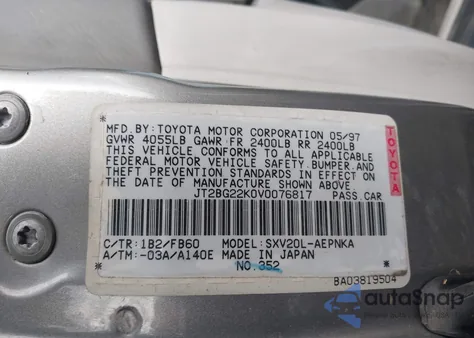 MFD. BY: TOYOTA MOTOR CORPORATION 05/97
GVWR 4055LB GAWR FR 2400LB RR 2400LB
THIS VEHICLE CONFORMS TO ALL APPLICABLE
FEDERAL MOTOR VEHICLE SAFETY, BUMPER, AND
THEFT PREVENTION STANDARDS IN EFFECT ON
THE DATE OF MANUFACTURE SHOWN ABOVE.
JT2BG22K0V0076817 PASS.CAR
TOYOTA
C/TR:1B2/FB60 MODEL:SXV20L-AEPNKA
A/TM:-03A/A140E MADE IN JAPAN
NO.352
BA03819504
autoSnap